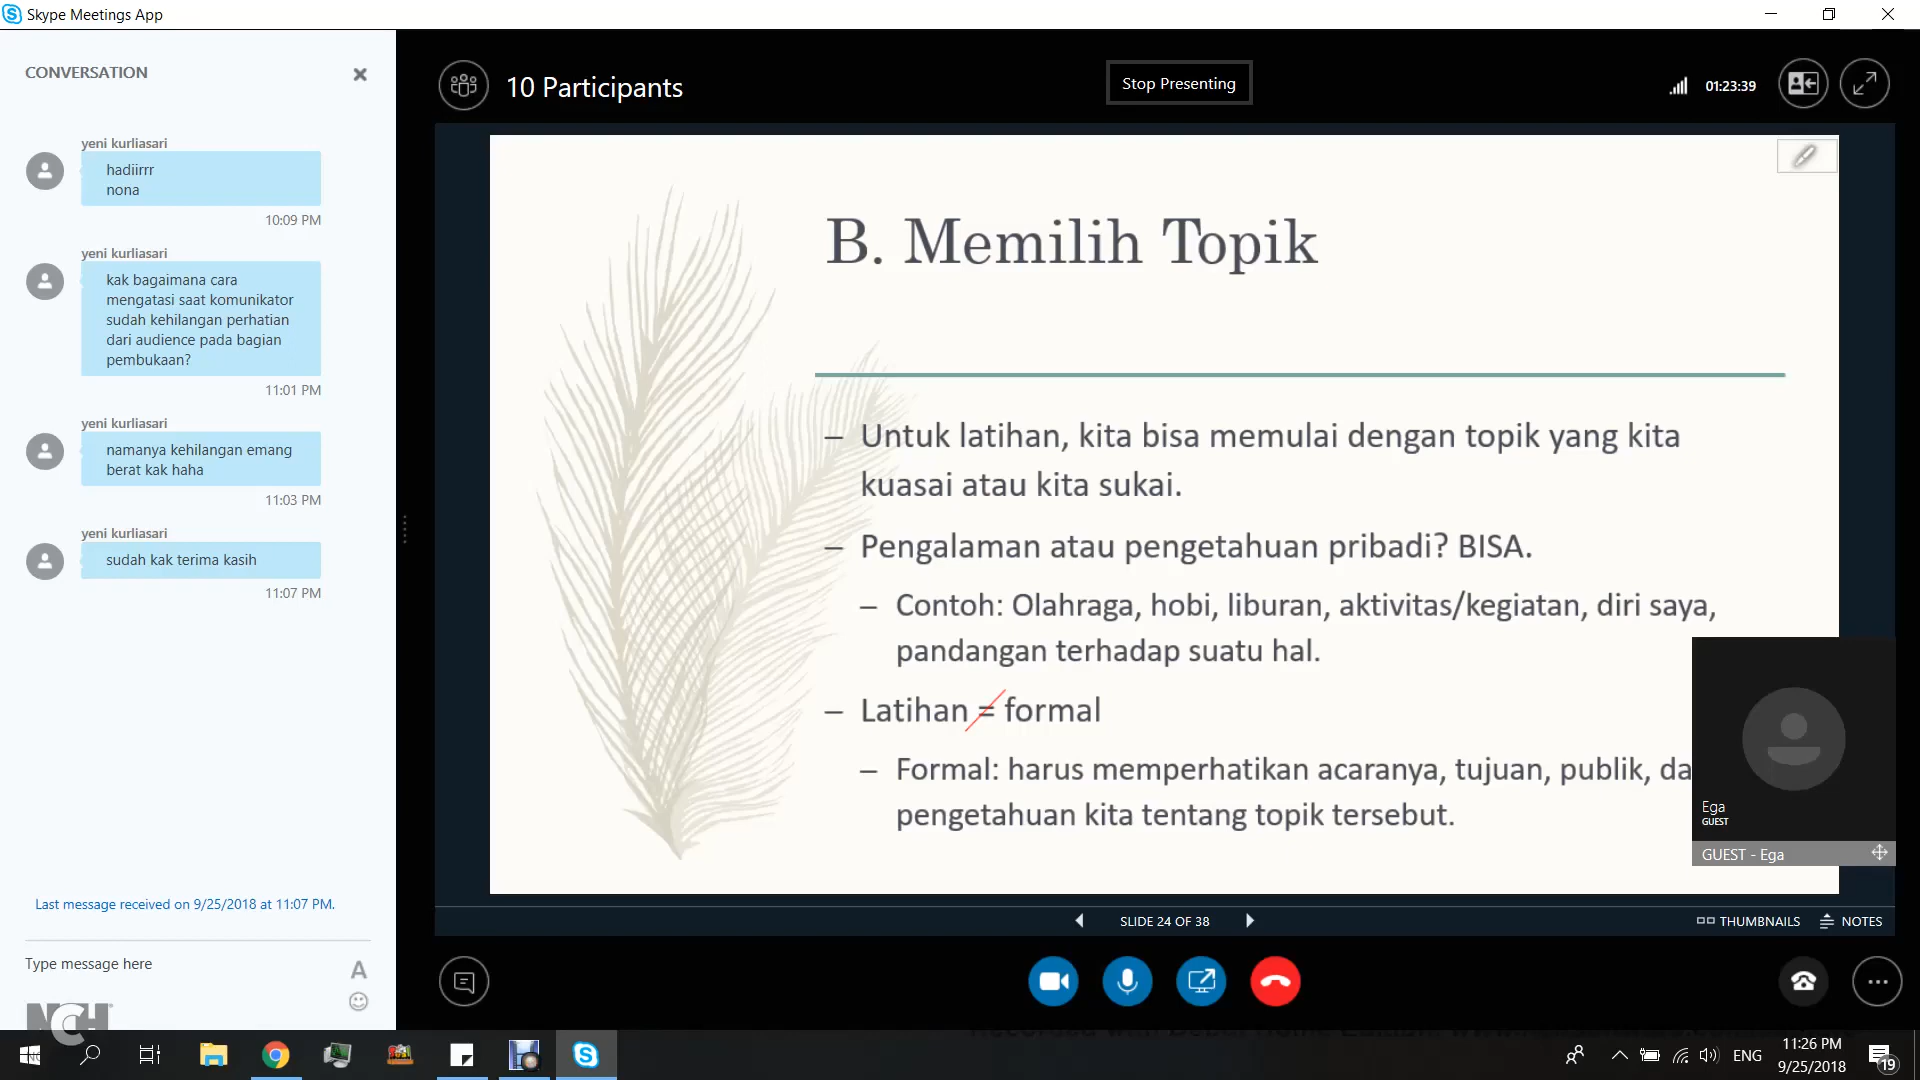 Skype Meetings App
CONVERSATION
yeni kurliasari
hadiirrr
nona
10:09 PM
yeni kurliasari
kak bagaimana cara
mengatasi saat komunikator
sudah kehilangan perhatian
dari audience pada bagian
pembukaan?
11:01 PM
yeni kurliasari
namanya kehilangan emang
berat kak haha
11:03 PM
yeni kurliasari
sudah kak terima kasih
11:07 PM
Last message received on 9/25/2018 at 11:07 PM.
Type message here
A
NCH
10 Participants
Stop Presenting
01:23:39
B. Memilih Topik
– Untuk latihan, kita bisa memulai dengan topik yang kita
kuasai atau kita sukai.
– Pengalaman atau pengetahuan pribadi? BISA.
– Contoh: Olahraga, hobi, liburan, aktivitas/kegiatan, diri saya,
pandangan terhadap suatu hal.
– Latihan = formal
– Formal: harus memperhatikan acaranya, tujuan, publik, da
pengetahuan kita tentang topik tersebut.
Ega
GUEST
GUEST - Ega
SLIDE 24 OF 38
THUMBNAILS
NOTES
ENG
11:26 PM
9/25/2018
19